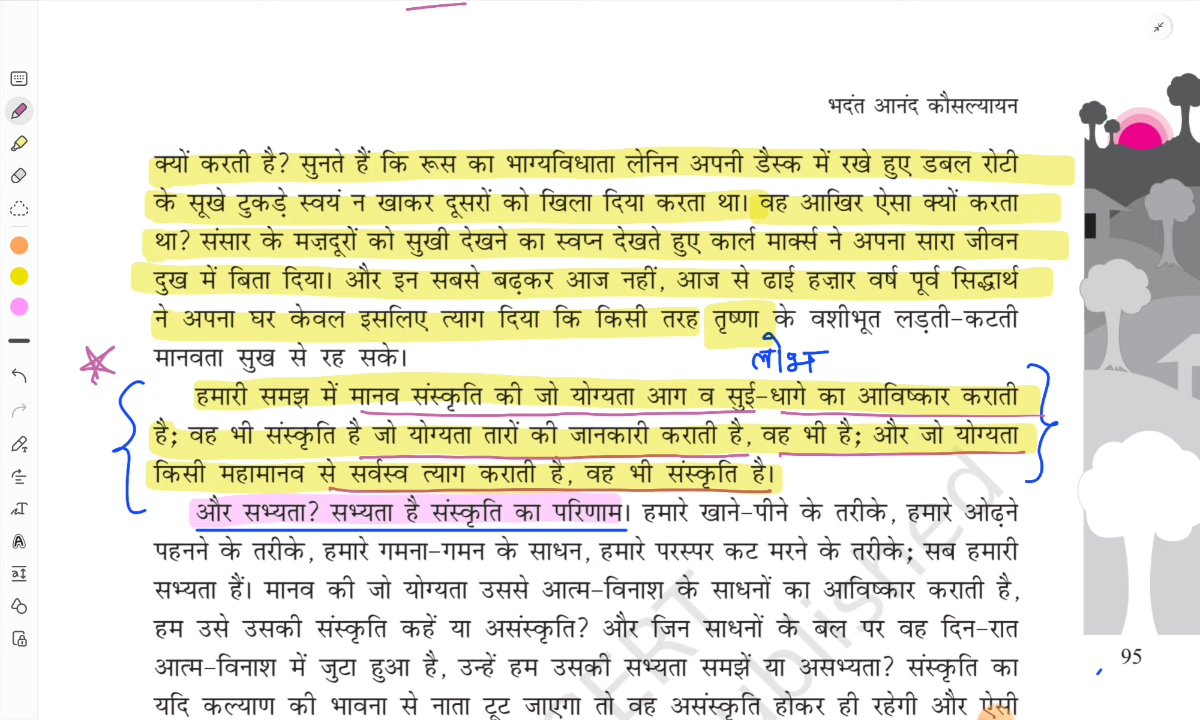 भदंत आनंद कौसल्यायन
क्यों करती है? सुनते हैं कि रूस का भाग्यविधाता लेनिन अपनी डैस्क में रखे हुए डबल रोटी
के सूखे टुकड़े स्वयं न खाकर दूसरों को खिला दिया करता था। वह आखिर ऐसा क्यों करता
था? संसार के मज़दूरों को सुखी देखने का स्वप्न देखते हुए कार्ल मार्क्स ने अपना सारा जीवन
दुख में बिता दिया। और इन सबसे बढ़कर आज नहीं, आज से ढाई हज़ार वर्ष पूर्व सिद्धार्थ
ने अपना घर केवल इसलिए त्याग दिया कि किसी तरह तृष्णा के वशीभूत लड़ती-कटती
मानवता सुख से रह सके।
लोभ
हमारी समझ में मानव संस्कृति की जो योग्यता आग व सुई-धागे का आविष्कार कराती
है; वह भी संस्कृति है जो योग्यता तारों की जानकारी कराती है, वह भी है; और जो योग्यता
किसी महामानव से सर्वस्व त्याग कराती है, वह भी संस्कृति है।
और सभ्यता? सभ्यता है संस्कृति का परिणाम। हमारे खाने-पीने के तरीके, हमारे ओढ़ने
पहनने के तरीके, हमारे गमना-गमन के साधन, हमारे परस्पर कट मरने के तरीके; सब हमारी
सभ्यता हैं। मानव की जो योग्यता उससे आत्म-विनाश के साधनों का आविष्कार कराती है,
हम उसे उसकी संस्कृति कहें या असंस्कृति? और जिन साधनों के बल पर वह दिन-रात
आत्म-विनाश में जुटा हुआ है, उन्हें हम उसकी सभ्यता समझें या असभ्यता? संस्कृति का
95
यदि कल्याण की भावना से नाता टूट जाएगा तो वह असंस्कृति होकर ही रहेगी और ऐसी